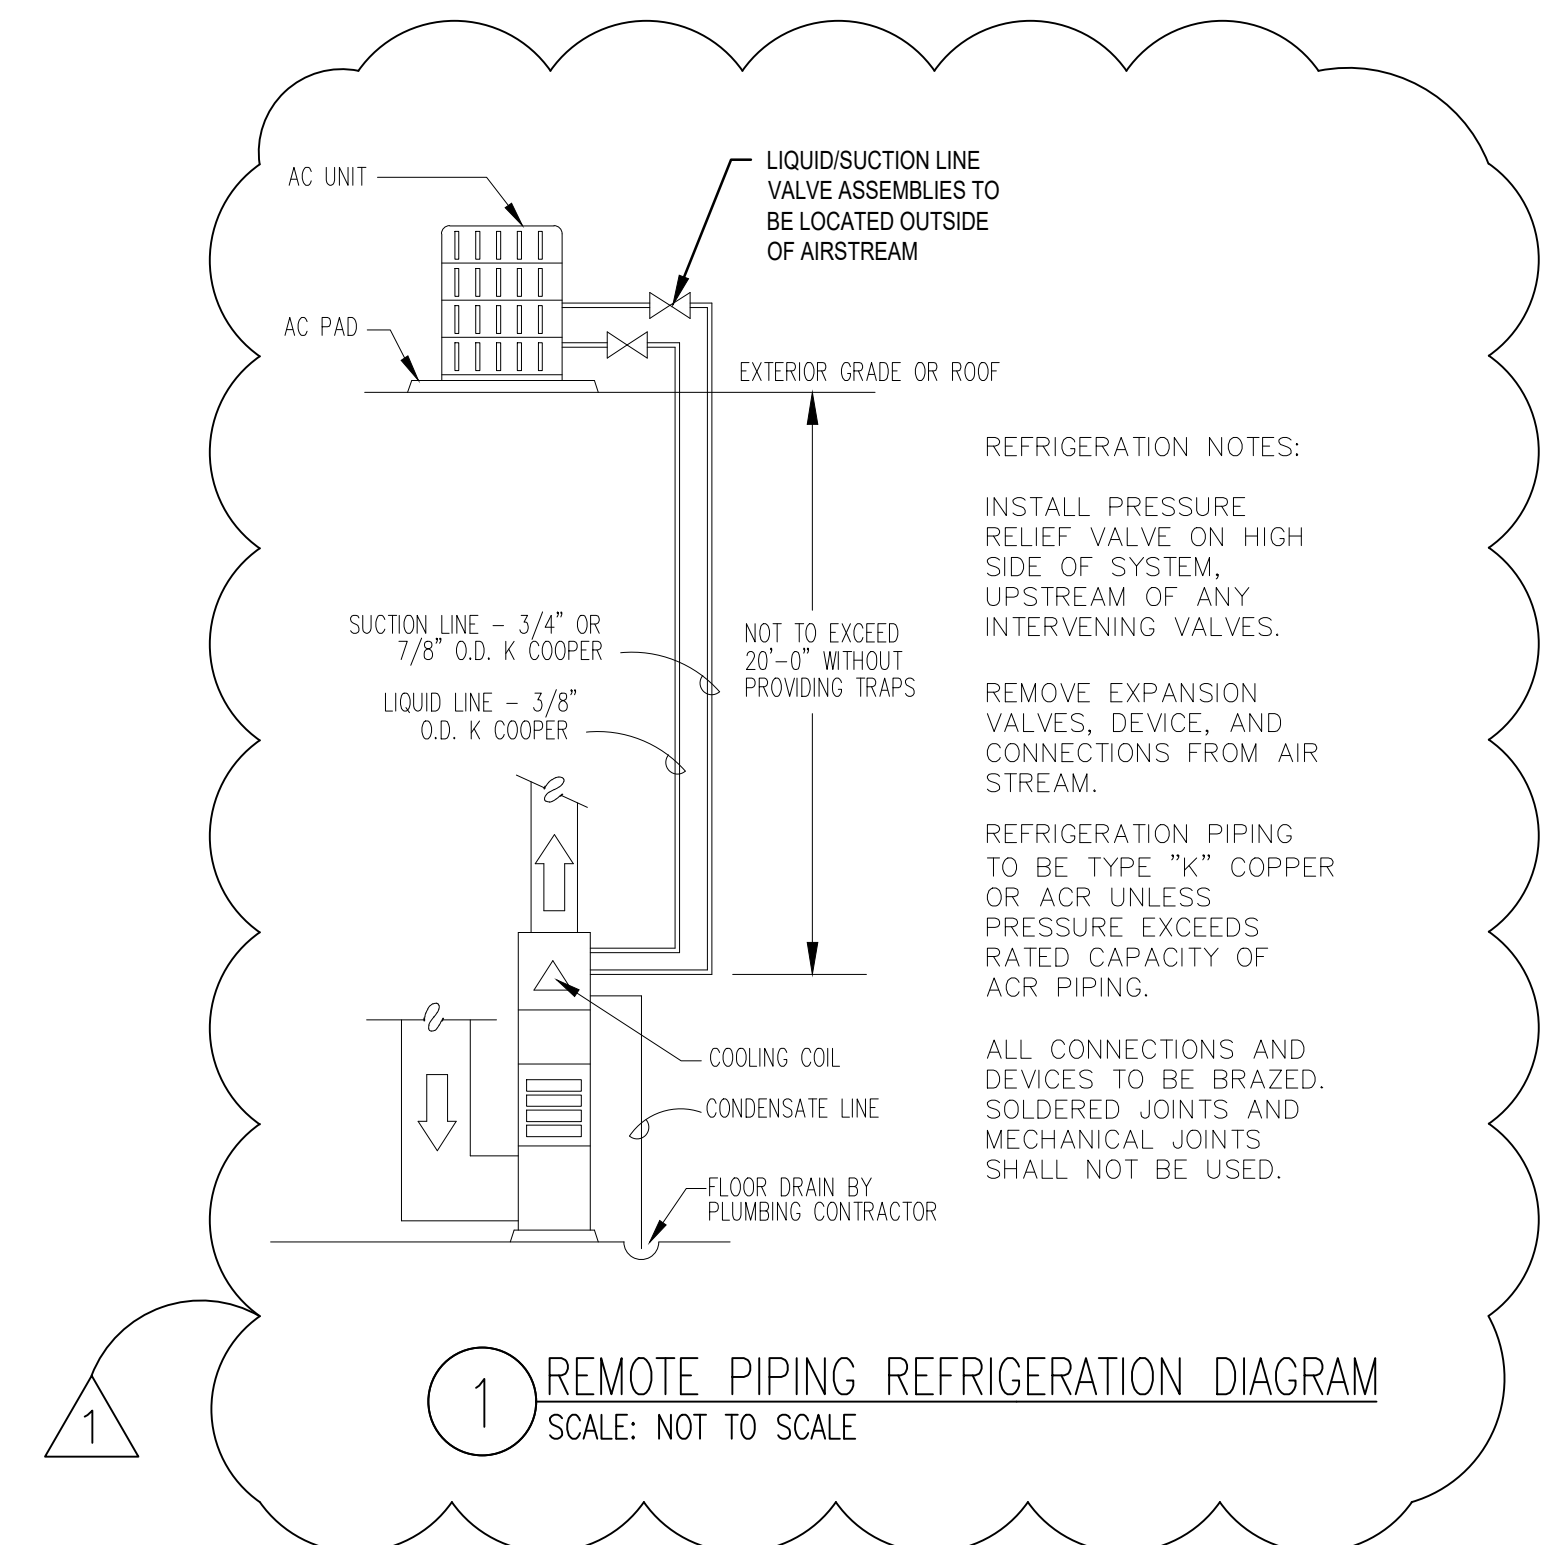 LIQUID/SUCTION LINE
VALVE ASSEMBLIES TO
BE LOCATED OUTSIDE
OF AIRSTREAM
AC UNIT
AC PAD
EXTERIOR GRADE OR ROOF
REFRIGERATION NOTES:
INSTALL PRESSURE
RELIEF VALVE ON HIGH
SIDE OF SYSTEM,
UPSTREAM OF ANY
INTERVENING VALVES.
REMOVE EXPANSION
VALVES, DEVICE, AND
CONNECTIONS FROM AIR
STREAM.
REFRIGERATION PIPING
TO BE TYPE "K" COPPER
OR ACR UNLESS
PRESSURE EXCEEDS
RATED CAPACITY OF
ACR PIPING.
ALL CONNECTIONS AND
DEVICES TO BE BRAZED.
SOLDERED JOINTS AND
MECHANICAL JOINTS
SHALL NOT BE USED.
SUCTION LINE - 3/4" OR
7/8" O.D. K COOPER
LIQUID LINE - 3/8"
O.D. K COOPER
NOT TO EXCEED
20'-0" WITHOUT
PROVIDING TRAPS
COOLING COIL
CONDENSATE LINE
FLOOR DRAIN BY
PLUMBING CONTRACTOR
1
REMOTE PIPING REFRIGERATION DIAGRAM
SCALE: NOT TO SCALE
1